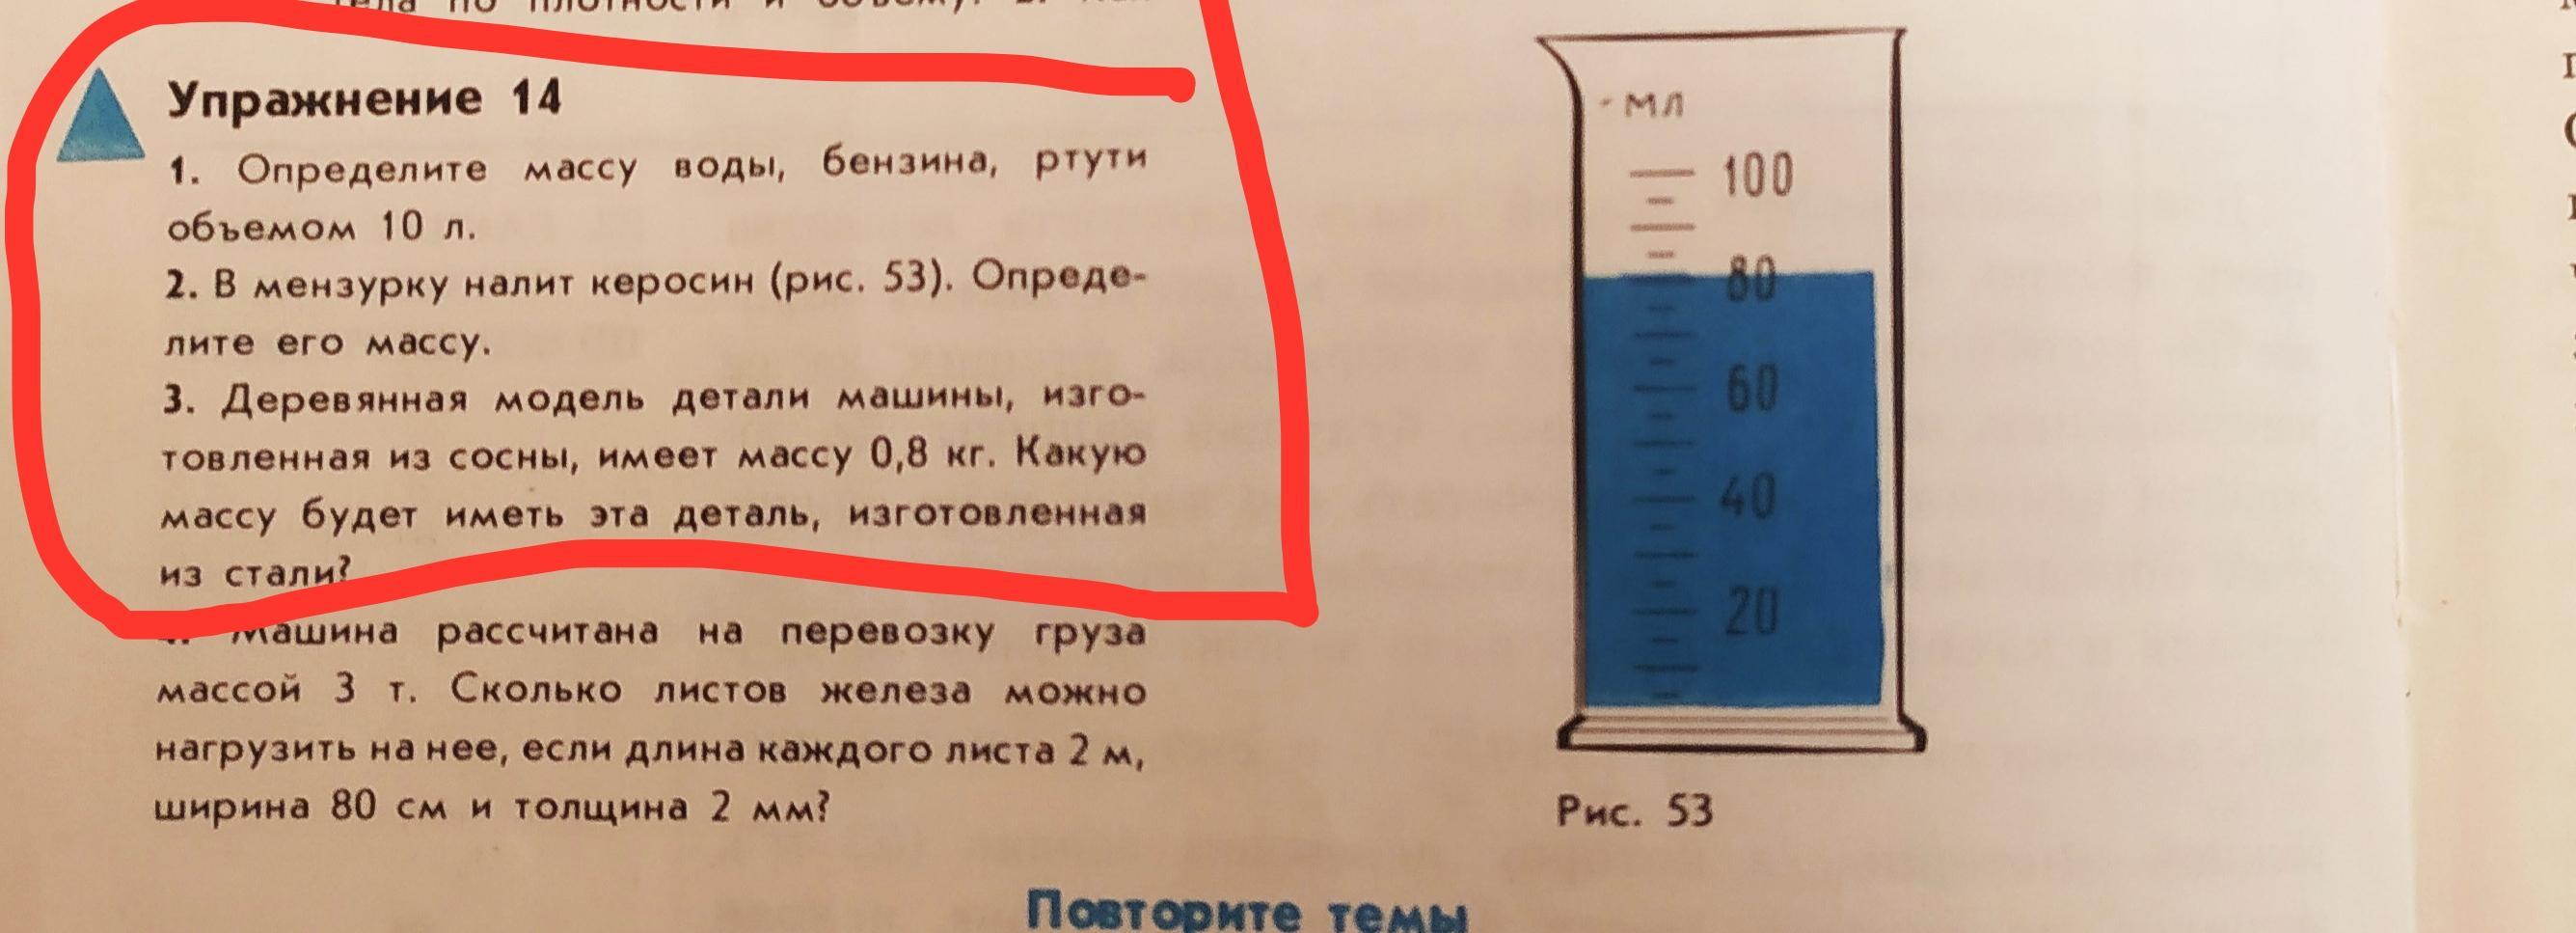 по плотности и объему.
Упражнение 14
1. Определите массу воды, бензина, ртути
объемом 10 л.
2. В мензурку налит керосин (рис. 53). Опреде-
лите его массу.
3. Деревянная модель детали машины, изго-
товленная из сосны, имеет массу 0,8 кг. Какую
массу будет иметь эта деталь, изготовленная
из стали?
Машина рассчитана на перевозку груза
массой 3 т. Сколько листов железа можно
нагрузить на нее, если длина каждого листа 2 м,
ширина 80 см и толщина 2 мм?
мл
100
80
60
40
20
Рис. 53
Повторите темы